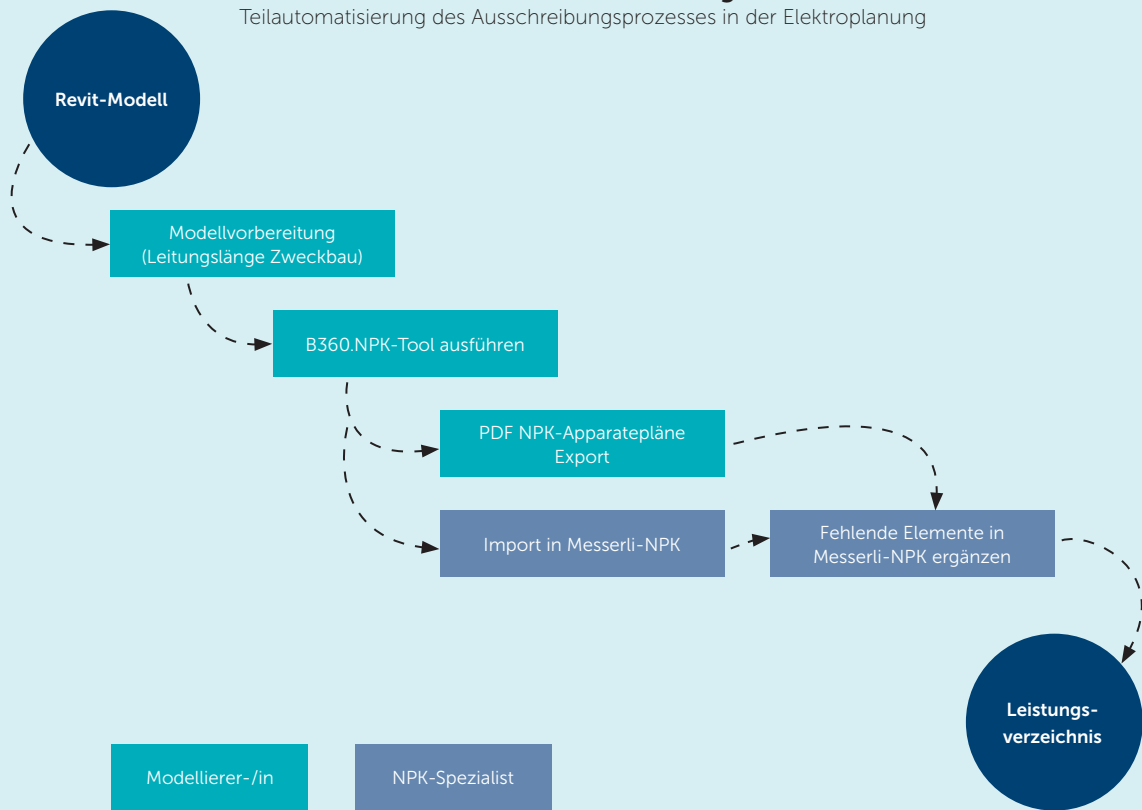 Teilautomatisierung des Ausschreibungsprozesses in der Elektroplanung
Revit-Modell
Modellvorbereitung
(Leitungslänge Zweckbau)
B360.NPK-Tool ausführen
PDF NPK-Apparatepläne
Export
Import in Messerli-NPK
Fehlende Elemente in
Messerli-NPK ergänzen
Leistungs-
verzeichnis
Modellierer-/in
NPK-Spezialist